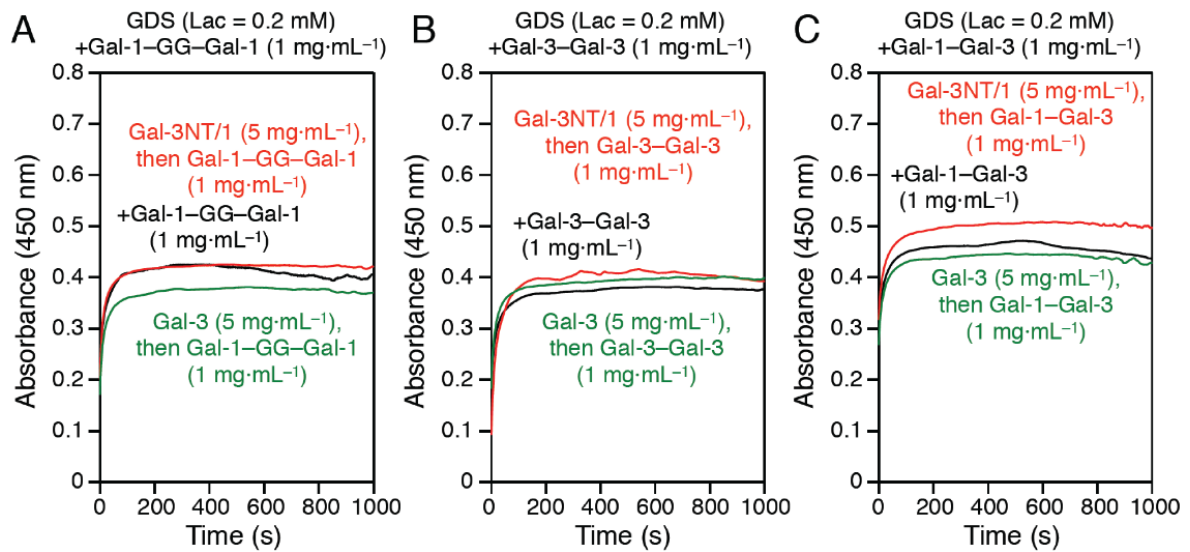 A
GDS (Lac = 0.2 mM)
+Gal-1–GG–Gal-1 (1 mg·mL⁻¹)
Absorbance (450 nm)
0.8
0.7
0.6
0.5
0.4
0.3
0.2
0.1
0
Gal-3NT/1 (5 mg·mL⁻¹),
then Gal-1–GG–Gal-1
(1 mg·mL⁻¹)
+Gal-1–GG–Gal-1
(1 mg·mL⁻¹)
Gal-3 (5 mg·mL⁻¹),
then Gal-1–GG–Gal-1
(1 mg·mL⁻¹)
0 200 400 600 800 1000
Time (s)
B
GDS (Lac = 0.2 mM)
+Gal-3–Gal-3 (1 mg·mL⁻¹)
Absorbance (450 nm)
0.8
0.7
0.6
0.5
0.4
0.3
0.2
0.1
0
Gal-3NT/1 (5 mg·mL⁻¹),
then Gal-3–Gal-3
(1 mg·mL⁻¹)
+Gal-3–Gal-3
(1 mg·mL⁻¹)
Gal-3 (5 mg·mL⁻¹),
then Gal-3–Gal-3
(1 mg·mL⁻¹)
0 200 400 600 800 1000
Time (s)
C
GDS (Lac = 0.2 mM)
+Gal-1–Gal-3 (1 mg·mL⁻¹)
Absorbance (450 nm)
0.8
0.7
0.6
0.5
0.4
0.3
0.2
0.1
0
Gal-3NT/1 (5 mg·mL⁻¹),
then Gal-1–Gal-3
(1 mg·mL⁻¹)
+Gal-1–Gal-3
(1 mg·mL⁻¹)
Gal-3 (5 mg·mL⁻¹),
then Gal-1–Gal-3
(1 mg·mL⁻¹)
0 200 400 600 800 1000
Time (s)